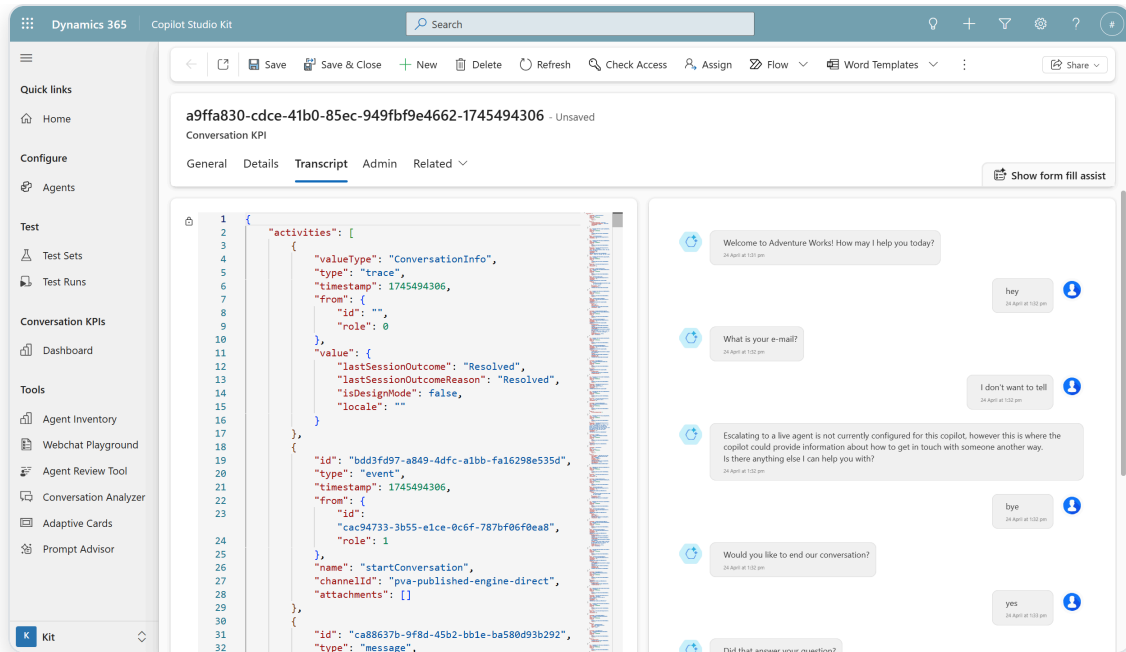 Dynamics 365
Copilot Studio Kit
Search
#
Quick links
Home
Configure
Agents
Test
Test Sets
Test Runs
Conversation KPIs
Dashboard
Tools
Agent Inventory
Webchat Playground
Agent Review Tool
Conversation Analyzer
Adaptive Cards
Prompt Advisor
K Kit
Save
Save & Close
New
Delete
Refresh
Check Access
Assign
Flow
Word Templates
Share
a9ffa830-cdce-41b0-85ec-949fbf9e4662-1745494306 - Unsaved
Conversation KPI
General
Details
Transcript
Admin
Related
Show form fill assist
1 {
2 "activities": [
3 {
4 "valueType": "ConversationInfo",
5 "type": "trace",
6 "timestamp": 1745494306,
7 "from": {
8 "id": "",
9 "role": 0
10 },
11 "value": {
12 "lastSessionOutcome": "Resolved",
13 "lastSessionOutcomeReason": "Resolved",
14 "isDesignMode": false,
15 "locale": ""
16 }
17 },
18 {
19 "id": "bdd3fd97-a849-4dfc-a1bb-fa16298e535d",
20 "type": "event",
21 "timestamp": 1745494306,
22 "from": {
23 "id":
"cac94733-3b55-e1ce-0c6f-787bf06f0ea8",
24 "role": 1
25 },
26 "name": "startConversation",
27 "channelId": "pva-published-engine-direct",
28 "attachments": []
29 },
30 {
31 "id": "ca88637b-9f8d-45b2-bb1e-ba580d93b292",
32 "type": "message",
Welcome to Adventure Works! How may I help you today?
24 April at 1:31 pm
hey
24 April at 1:32 pm
What is your e-mail?
24 April at 1:32 pm
I don't want to tell
24 April at 1:32 pm
Escalating to a live agent is not currently configured for this copilot, however this is where the
copilot could provide information about how to get in touch with someone another way.
Is there anything else I can help you with?
24 April at 1:32 pm
bye
24 April at 1:32 pm
Would you like to end our conversation?
24 April at 1:32 pm
yes
24 April at 1:33 pm
Did that answer your question?